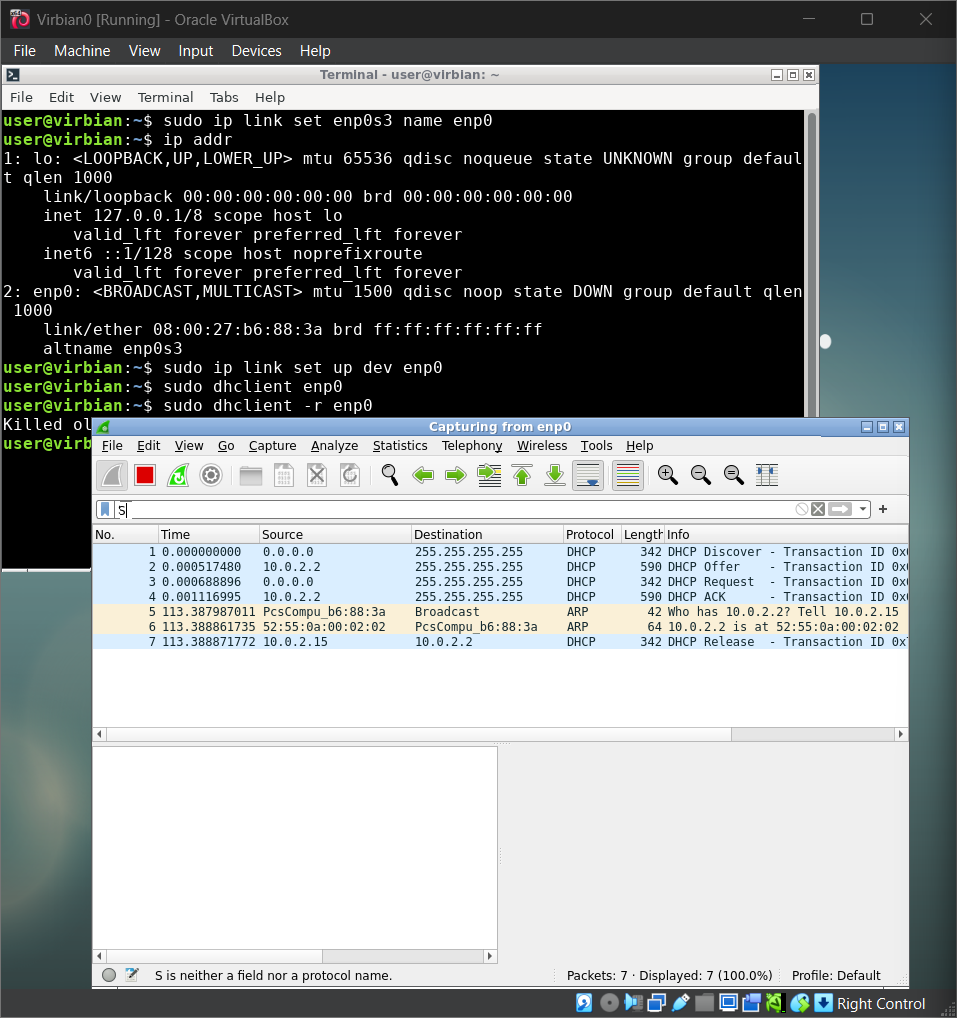 Virbian0 [Running] - Oracle VirtualBox
File Machine View Input Devices Help
Terminal - user@virbian: ~
File Edit View Terminal Tabs Help
user@virbian:~$ sudo ip link set enp0s3 name enp0
user@virbian:~$ ip addr
1: lo: <LOOPBACK,UP,LOWER_UP> mtu 65536 qdisc noqueue state UNKNOWN group defaul
t qlen 1000
link/loopback 00:00:00:00:00:00 brd 00:00:00:00:00:00
inet 127.0.0.1/8 scope host lo
valid_lft forever preferred_lft forever
inet6 ::1/128 scope host noprefixroute
valid_lft forever preferred_lft forever
2: enp0: <BROADCAST,MULTICAST> mtu 1500 qdisc noop state DOWN group default qlen
1000
link/ether 08:00:27:b6:88:3a brd ff:ff:ff:ff:ff:ff
altname enp0s3
user@virbian:~$ sudo ip link set up dev enp0
user@virbian:~$ sudo dhclient enp0
user@virbian:~$ sudo dhclient -r enp0
Killed ol
user@virb
Capturing from enp0
File Edit View Go Capture Analyze Statistics Telephony Wireless Tools Help
S
No. Time Source Destination Protocol Length Info
1 0.000000000 0.0.0.0 255.255.255.255 DHCP 342 DHCP Discover - Transaction ID 0x
2 0.000517480 10.0.2.2 255.255.255.255 DHCP 590 DHCP Offer - Transaction ID 0x
3 0.000688896 0.0.0.0 255.255.255.255 DHCP 342 DHCP Request - Transaction ID 0x
4 0.001116995 10.0.2.2 255.255.255.255 DHCP 590 DHCP ACK - Transaction ID 0x
5 113.387987011 PcsCompu_b6:88:3a Broadcast ARP 42 Who has 10.0.2.2? Tell 10.0.2.15
6 113.388861735 52:55:0a:00:02:02 PcsCompu_b6:88:3a ARP 64 10.0.2.2 is at 52:55:0a:00:02:02
7 113.388871772 10.0.2.15 10.0.2.2 DHCP 342 DHCP Release - Transaction ID 0x
S is neither a field nor a protocol name.
Packets: 7 · Displayed: 7 (100.0%)
Profile: Default
Right Control